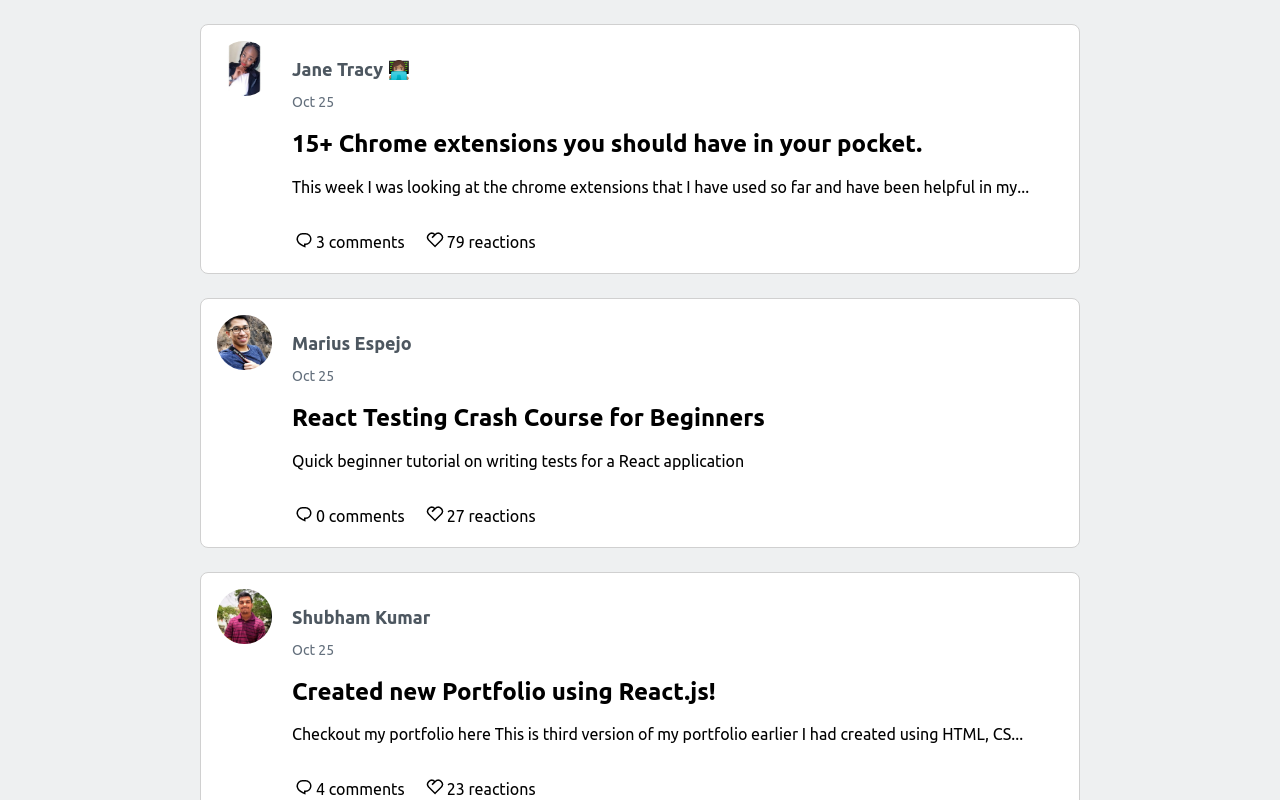 Jane Tracy 👩🏽‍💻
Oct 25
15+ Chrome extensions you should have in your pocket.
This week I was looking at the chrome extensions that I have used so far and have been helpful in my...
3 comments 79 reactions
Marius Espejo
Oct 25
React Testing Crash Course for Beginners
Quick beginner tutorial on writing tests for a React application
0 comments 27 reactions
Shubham Kumar
Oct 25
Created new Portfolio using React.js!
Checkout my portfolio here This is third version of my portfolio earlier I had created using HTML, CS...
4 comments 23 reactions